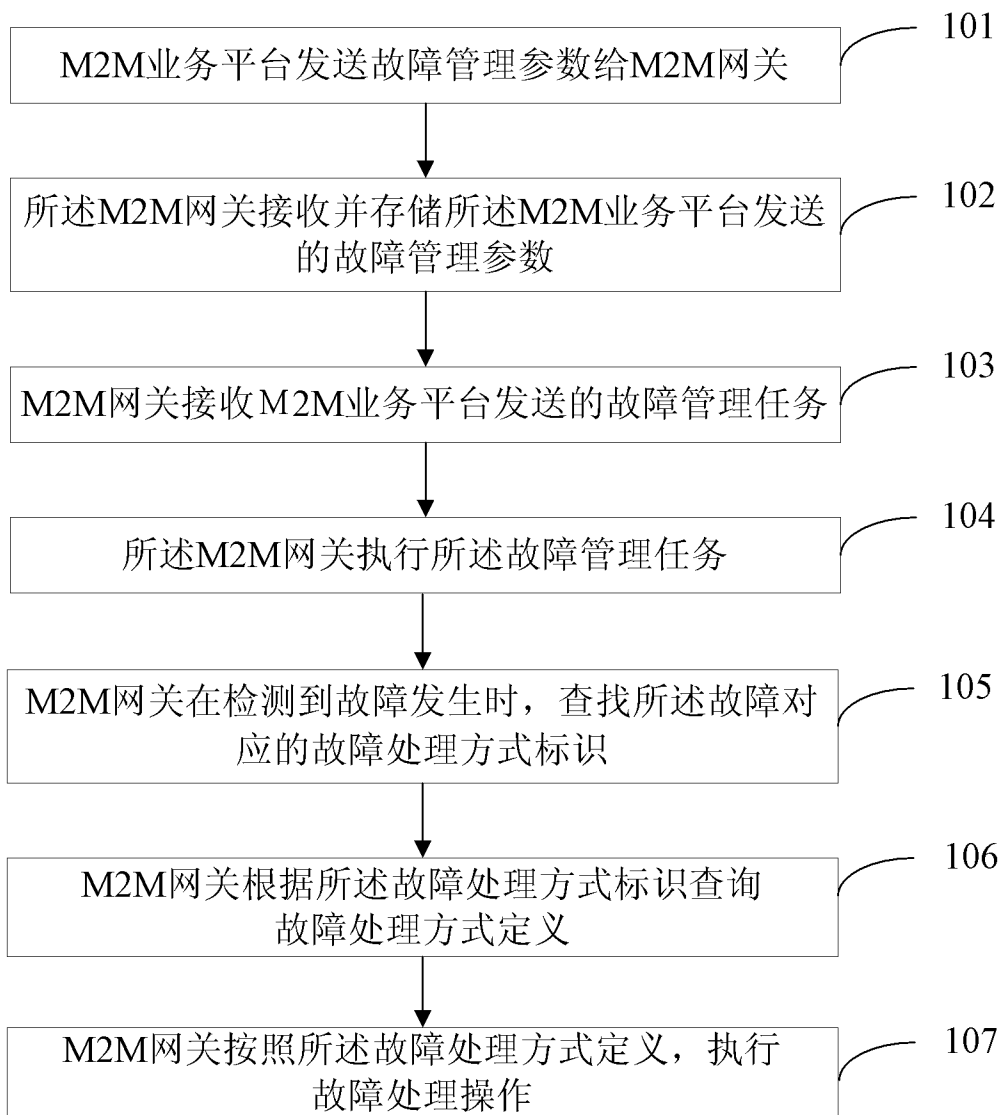 101
M2M业务平台发送故障管理参数给M2M网关
102
所述M2M网关接收并存储所述M2M业务平台发送
的故障管理参数
103
M2M网关接收M2M业务平台发送的故障管理任务
104
所述M2M网关执行所述故障管理任务
105
M2M网关在检测到故障发生时，查找所述故障对
应的故障处理方式标识
106
M2M网关根据所述故障处理方式标识查询
故障处理方式定义
107
M2M网关按照所述故障处理方式定义，执行
故障处理操作